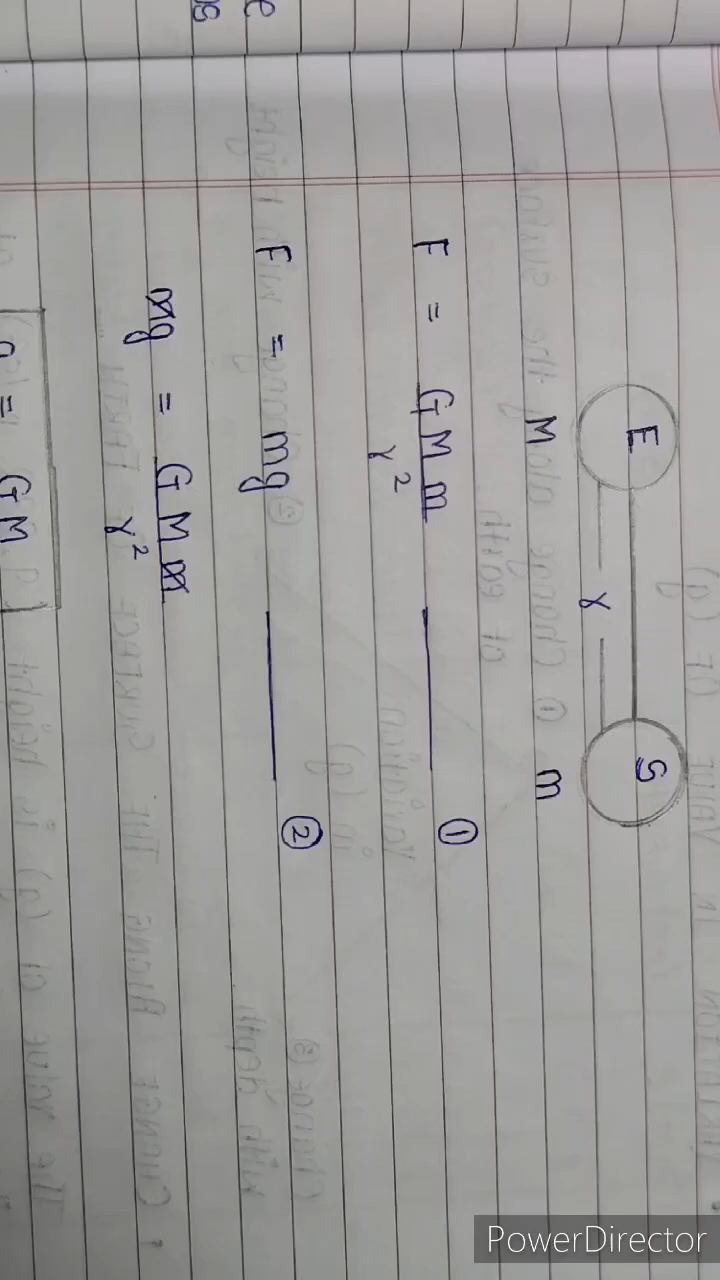 E S
r
M m
F = GMm / r² ——— ①
F = mg ——— ②
mg = GMm / r²
g = GM
PowerDirector